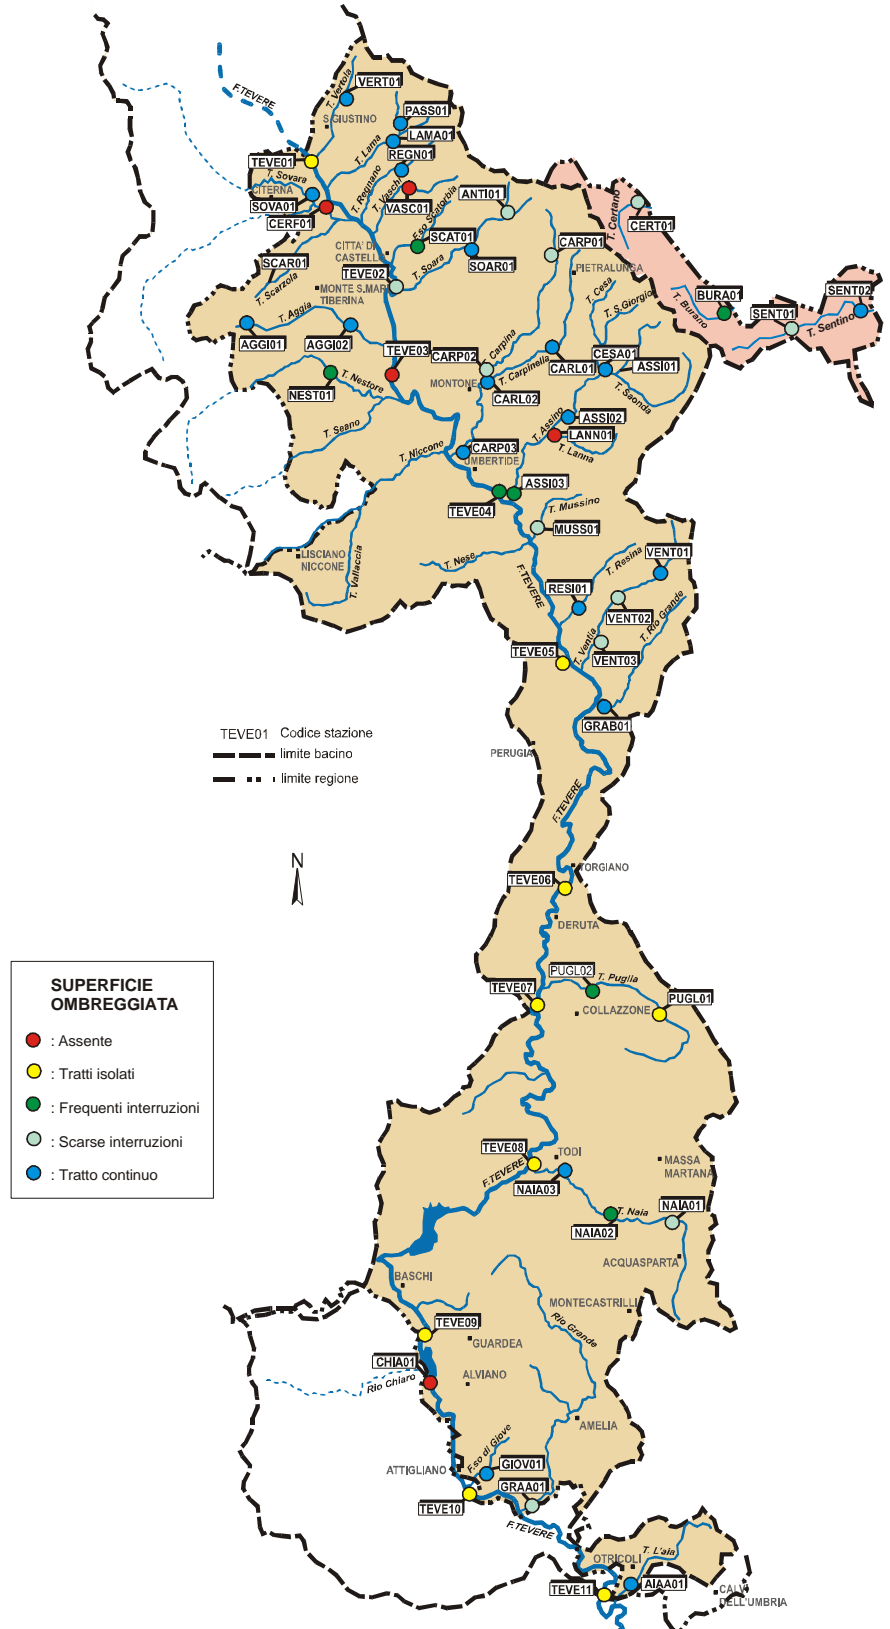 VERT01
T. Vertola
F.TEVERE
PASS01
S.GIUSTINO
LAMA01
T. Lama
REGN01
TEVE01
T. Sovara
CITERNA
T. Regnano
T. Vaschi
VASC01
SOVA01
CERF01
F.so Scatorbia
ANTI01
T. Certano
CERT01
SCAT01
CARP01
CITTA' DI
CASTELLO
SCAR01
TEVE02
T. Soara
SOAR01
PIETRALUNGA
T. Scarzola
MONTE S.MARIA
TIBERINA
T. Cesa
T. S.Giorgio
T. Burano
BURA01
SENT01
SENT02
T. Sentino
T. Aggia
AGGI01
AGGI02
TEVE03
CARP02
T. Carpina
T. Carpinella
CARL01
CESA01
ASSI01
NEST01
T. Nestore
MONTONE
CARL02
T. Saonda
T. Seano
T. Assino
ASSI02
LANN01
T. Lanna
T. Niccone
CARP03
UMBERTIDE
ASSI03
TEVE04
T. Mussino
MUSS01
LISCIANO
NICCONE
T. Vallaccia
T. Nese
F.TEVERE
T. Resina
VENT01
RESI01
VENT02
T. Rio Grande
T. Ventia
VENT03
TEVE05
GRAB01
TEVE01 Codice stazione
limite bacino
limite regione
PERUGIA
F.TEVERE
N
TORGIANO
TEVE06
DERUTA
PUGL02
T. Puglia
TEVE07
PUGL01
COLLAZZONE
SUPERFICIE
OMBREGGIATA
: Assente
: Tratti isolati
: Frequenti interruzioni
: Scarse interruzioni
: Tratto continuo
TEVE08
TODI
F.TEVERE
NAIA03
MASSA
MARTANA
T. Naia
NAIA01
NAIA02
ACQUASPARTA
BASCHI
MONTECASTRILLI
TEVE09
GUARDEA
Rio Grande
CHIA01
Rio Chiaro
ALVIANO
AMELIA
F.so di Giove
ATTIGLIANO
GIOV01
GRAA01
TEVE10
F.TEVERE
OTRICOLI
T. L'aia
TEVE11
AIAA01
CALVI
DELL'UMBRIA